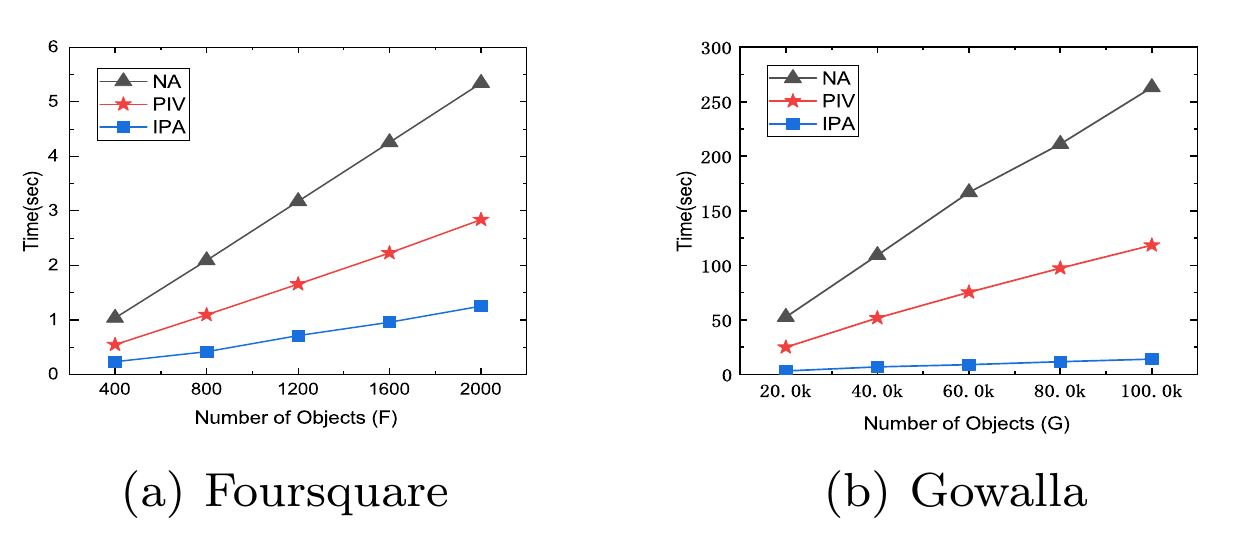 6
5
4
3
2
1
0
Time(sec)
NA
PIV
IPA
400 800 1200 1600 2000
Number of Objects (F)
(a) Foursquare
300
250
200
150
100
50
0
Time(sec)
NA
PIV
IPA
20.0k 40.0k 60.0k 80.0k 100.0k
Number of Objects (G)
(b) Gowalla